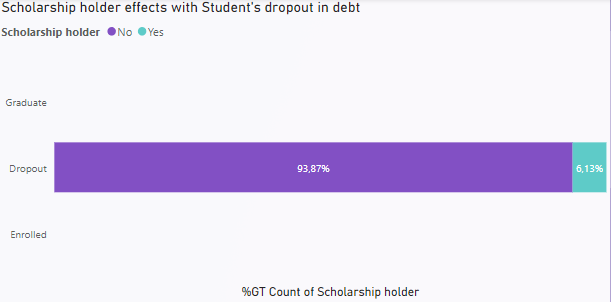 Scholarship holder effects with Student's dropout in debt
Scholarship holder No Yes
Graduate
Dropout 93,87% 6,13%
Enrolled
%GT Count of Scholarship holder